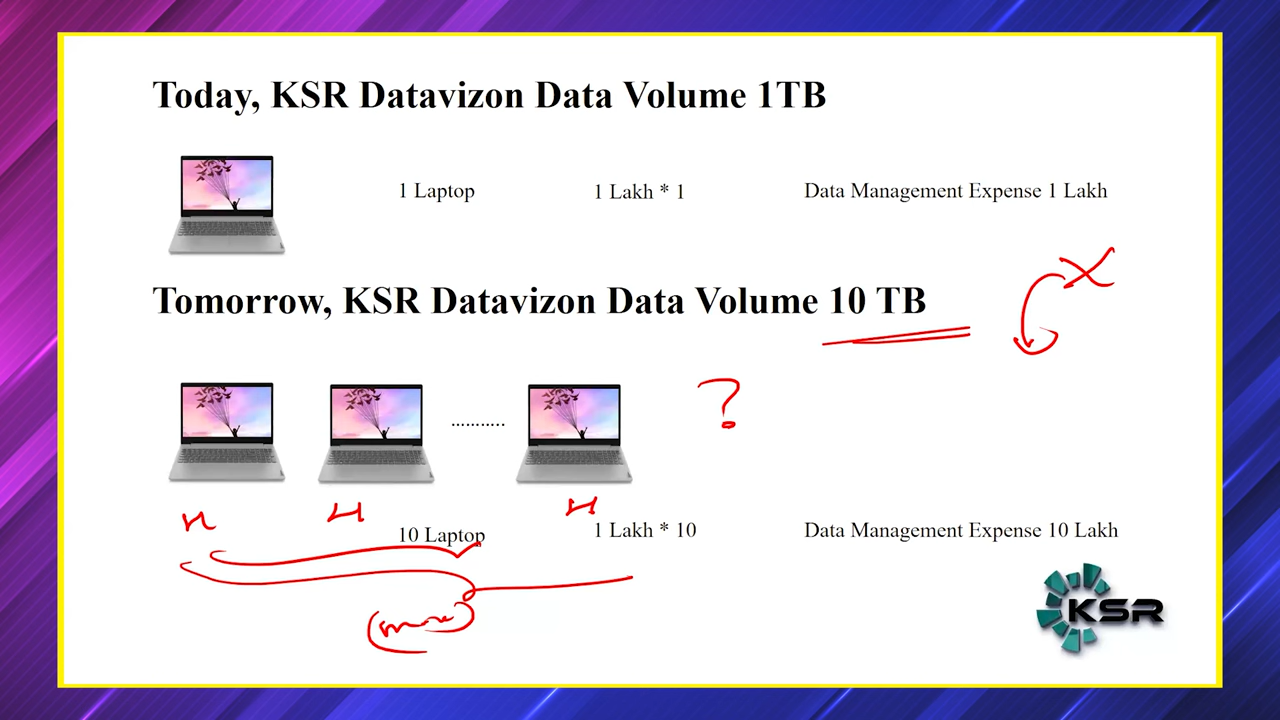 Today, KSR Datavizon Data Volume 1TB
1 Laptop 1 Lakh * 1 Data Management Expense 1 Lakh
Tomorrow, KSR Datavizon Data Volume 10 TB
...........
?
10 Laptop 1 Lakh * 10 Data Management Expense 10 Lakh
KSR